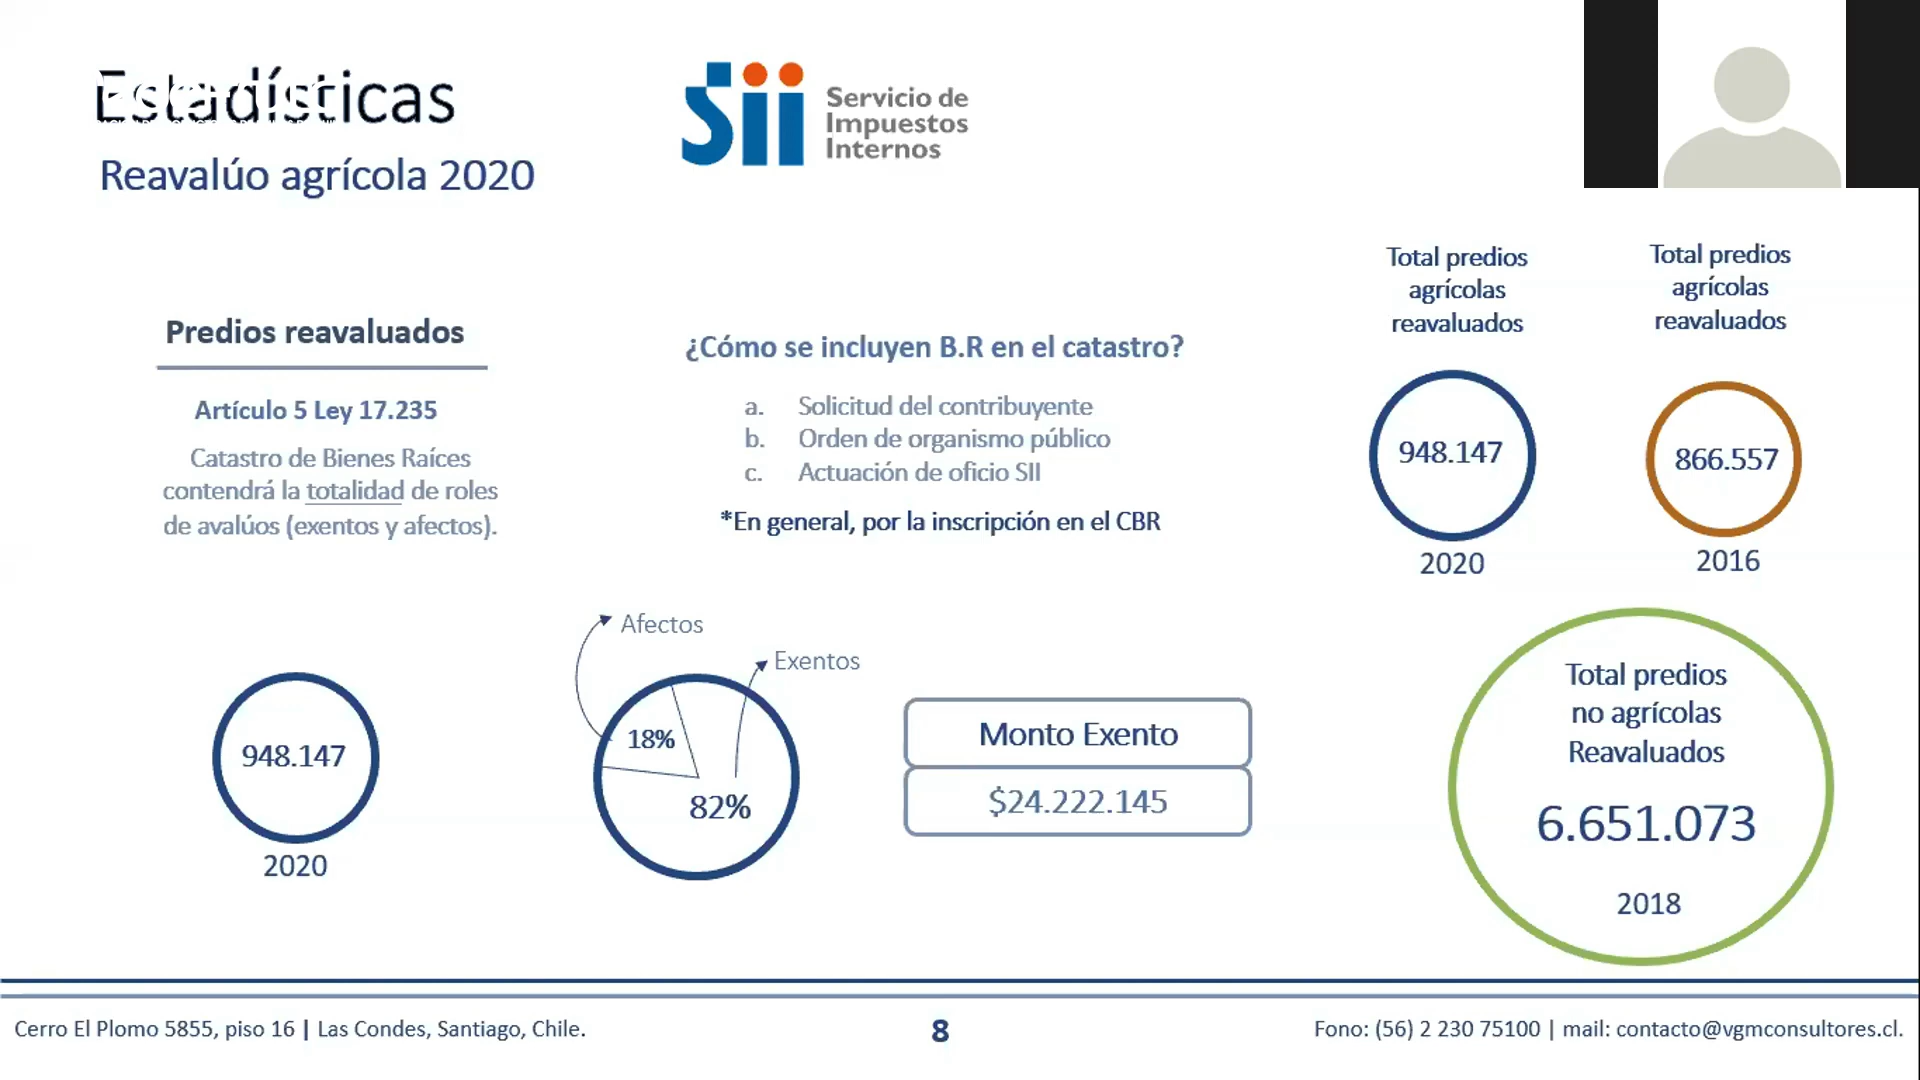 Estadísticas
Reavalúo agrícola 2020
Sii
Servicio de
Impuestos
Internos
Predios reavaluados
Artículo 5 Ley 17.235
Catastro de Bienes Raíces
contendrá la totalidad de roles
de avalúos (exentos y afectos).
¿Cómo se incluyen B.R en el catastro?
a. Solicitud del contribuyente
b. Orden de organismo público
c. Actuación de oficio SII
*En general, por la inscripción en el CBR
Total predios
agrícolas
reavaluados
948.147
2020
Total predios
agrícolas
reavaluados
866.557
2016
948.147
2020
Afectos
Exentos
18%
82%
Monto Exento
$24.222.145
Total predios
no agrícolas
Reavaluados
6.651.073
2018
Cerro El Plomo 5855, piso 16 | Las Condes, Santiago, Chile.
8
Fono: (56) 2 230 75100 | mail: contacto@vgmconsultores.cl.